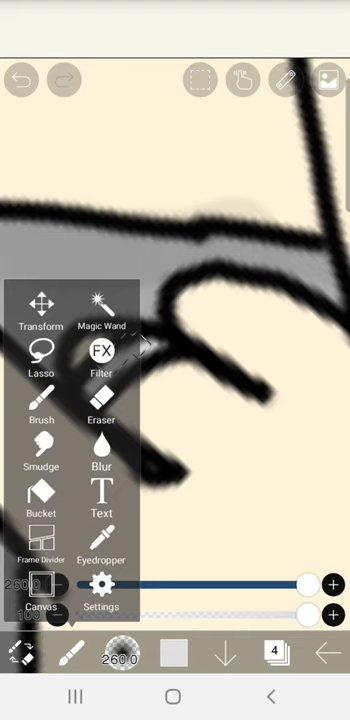 Transform Magic Wand
Lasso Filter
FX
Brush Eraser
Smudge Blur
Bucket Text
Frame Divider Eyedropper
260.0
Canvas Settings
100
260.0
4